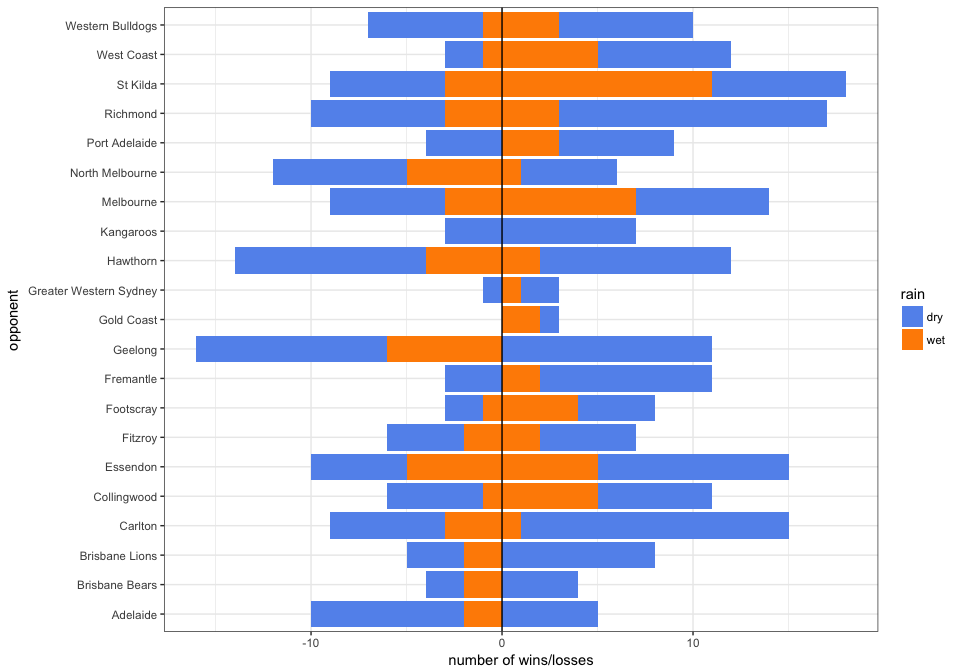 Western Bulldogs
West Coast
St Kilda
Richmond
Port Adelaide
North Melbourne
Melbourne
Kangaroos
Hawthorn
Greater Western Sydney
Gold Coast
Geelong
Fremantle
Footscray
Fitzroy
Essendon
Collingwood
Carlton
Brisbane Lions
Brisbane Bears
Adelaide
opponent
-10 0 10
number of wins/losses
rain
dry
wet